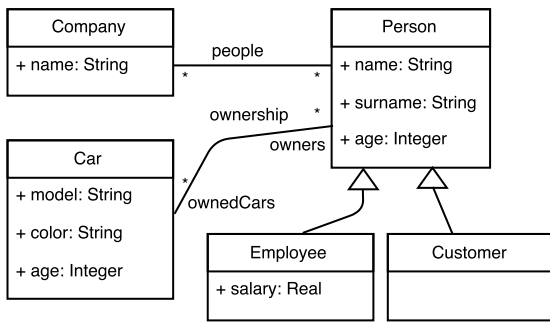 Company
+ name: String
people
*
*
Person
+ name: String
+ surname: String
+ age: Integer
ownership
*
owners
*
ownedCars
Car
+ model: String
+ color: String
+ age: Integer
Employee
+ salary: Real
Customer